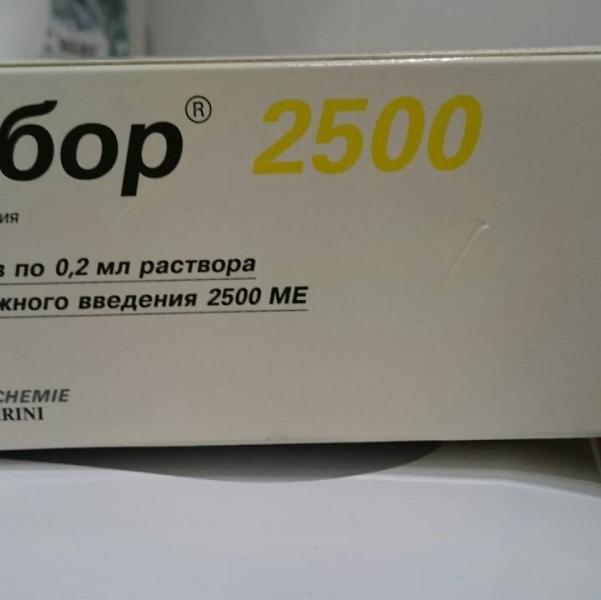 бор® 2500
ия
в по 0,2 мл раствора
жного введения 2500 МЕ
CHEMIE
RINI